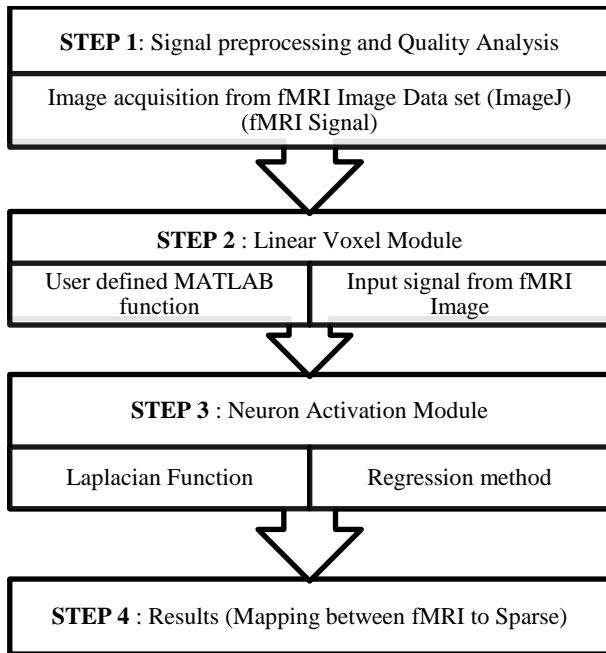 STEP 1: Signal preprocessing and Quality Analysis
Image acquisition from fMRI Image Data set (ImageJ)
(fMRI Signal)
STEP 2 : Linear Voxel Module
User defined MATLAB
function
Input signal from fMRI
Image
STEP 3 : Neuron Activation Module
Laplacian Function
Regression method
STEP 4 : Results (Mapping between fMRI to Sparse)